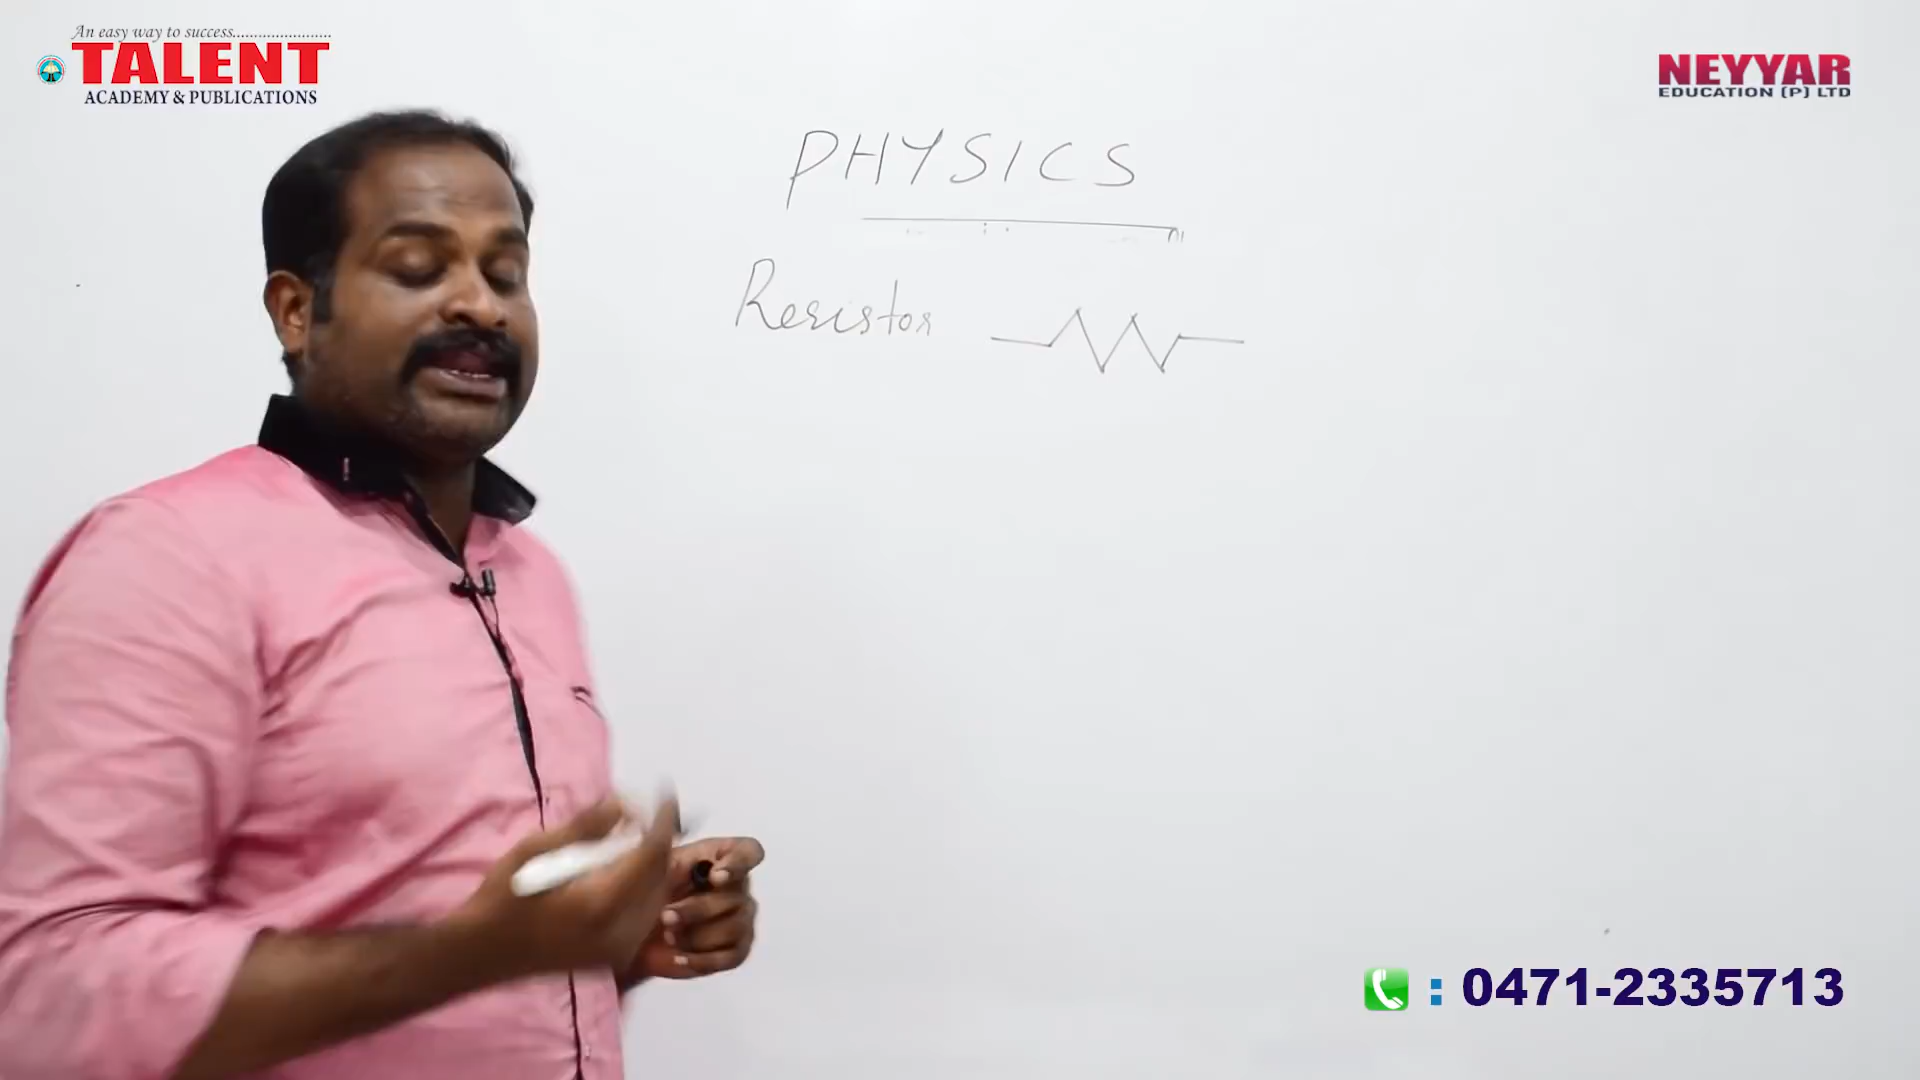 An easy way to success......................
TALENT
ACADEMY & PUBLICATIONS
NEYYAR
EDUCATION (P) LTD
PHYSICS
Resistor
: 0471-2335713